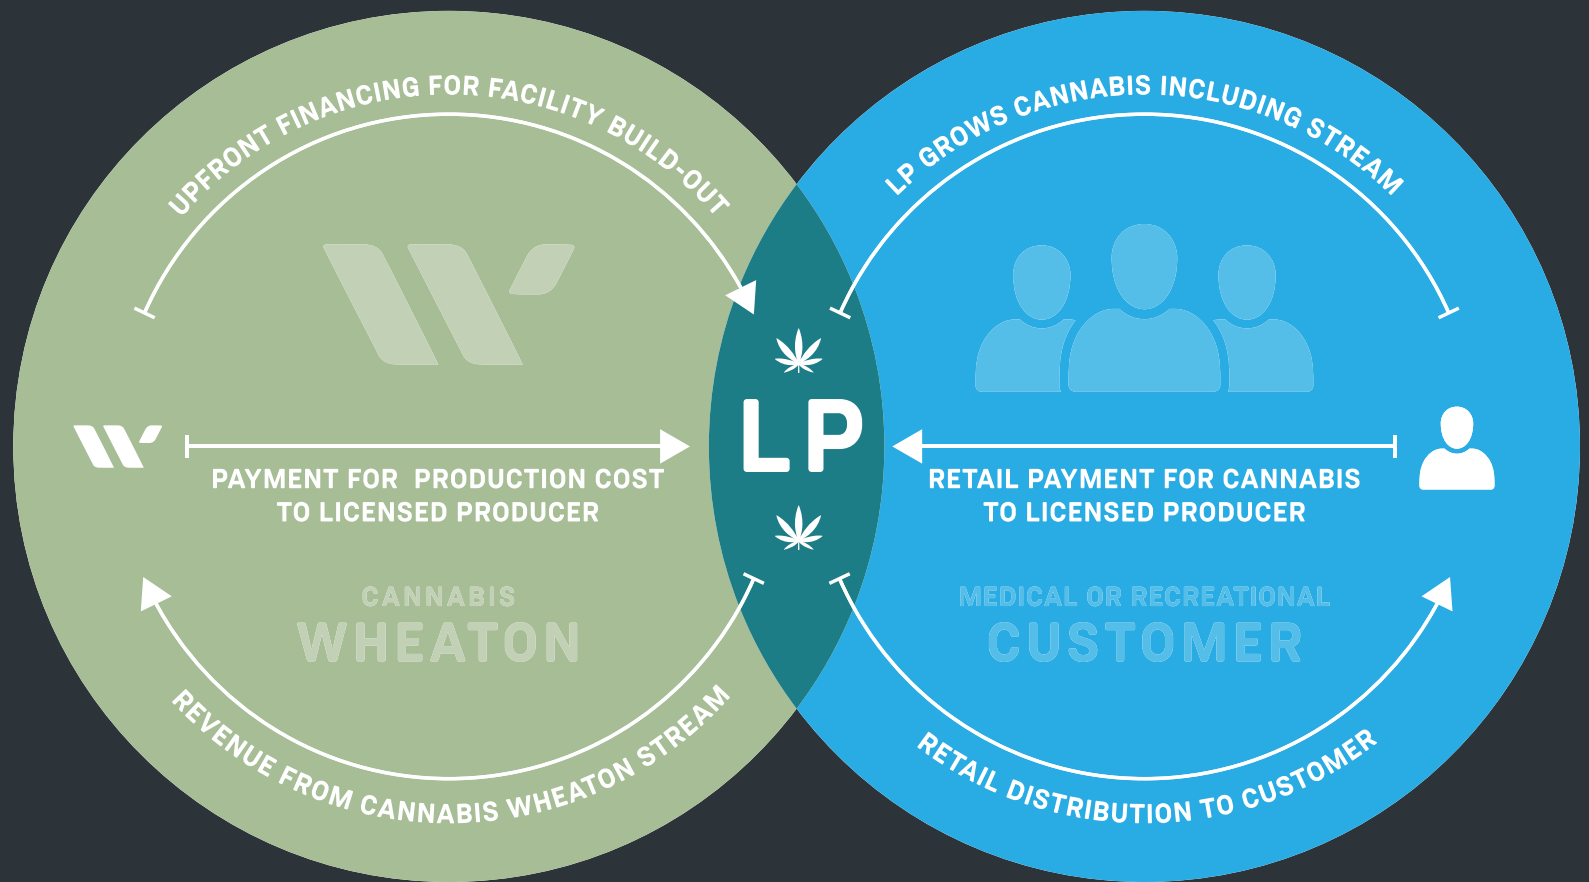 UPFRONT FINANCING FOR FACILITY BUILD-OUT
PAYMENT FOR PRODUCTION COST
TO LICENSED PRODUCER
CANNABIS
WHEATON
REVENUE FROM CANNABIS WHEATON STREAM
LP
LP GROWS CANNABIS INCLUDING STREAM
RETAIL PAYMENT FOR CANNABIS
TO LICENSED PRODUCER
MEDICAL OR RECREATIONAL
CUSTOMER
RETAIL DISTRIBUTION TO CUSTOMER